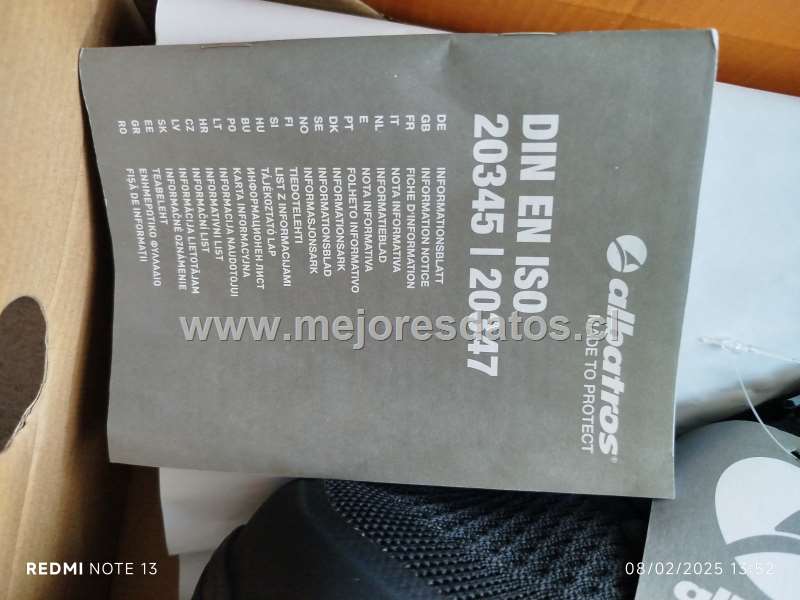 albatros®
MADE TO PROTECT
DIN EN ISO
20345 | 20347
DE INFORMATIONSBLATT
GB INFORMATION NOTICE
FR FICHE D'INFORMATION
IT NOTA INFORMATIVA
NL INFORMATIEBLAD
E NOTA INFORMATIVA
PT FOLHETO INFORMATIVO
DK INFORMATIONSARK
SE INFORMATIONSBLAD
NO INFORMASJONSARK
FI TIEDOTELEHTI
SI LIST Z INFORMACIJAMI
HU TÁJÉKOZTATÓ LAP
BU ИНФОРМАЦИОНЕН ЛИСТ
PO KARTA INFORMACYJNA
LT INFORMACIJA NAUDOTOJUI
HR INFORMATIVNI LIST
CZ INFORMAČNÍ LIST
LV INFORMĀCIJA LIETOTĀJAM
SK INFORMAČNÉ OZNÁMENIE
EE TEABELEHT
GR ΕΝΗΜΕΡΩΤΙΚΟ ΦΥΛΛΑΔΙΟ
RO FIŞĂ DE INFORMAŢII
www.mejoreschatos.
REDMI NOTE 13
08/02/2025 13:52